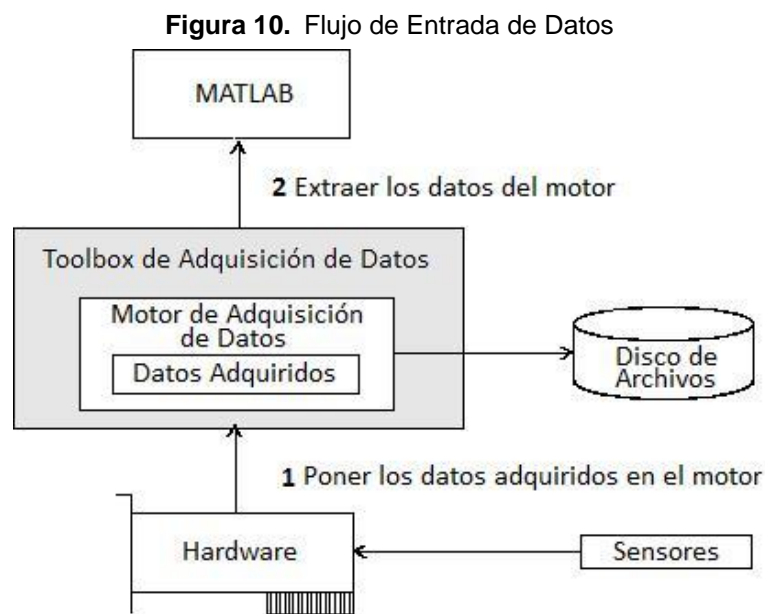 Figura 10. Flujo de Entrada de Datos
MATLAB
2 Extraer los datos del motor
Toolbox de Adquisición de Datos
Motor de Adquisición
de Datos
Datos Adquiridos
Disco de
Archivos
1 Poner los datos adquiridos en el motor
Hardware
Sensores